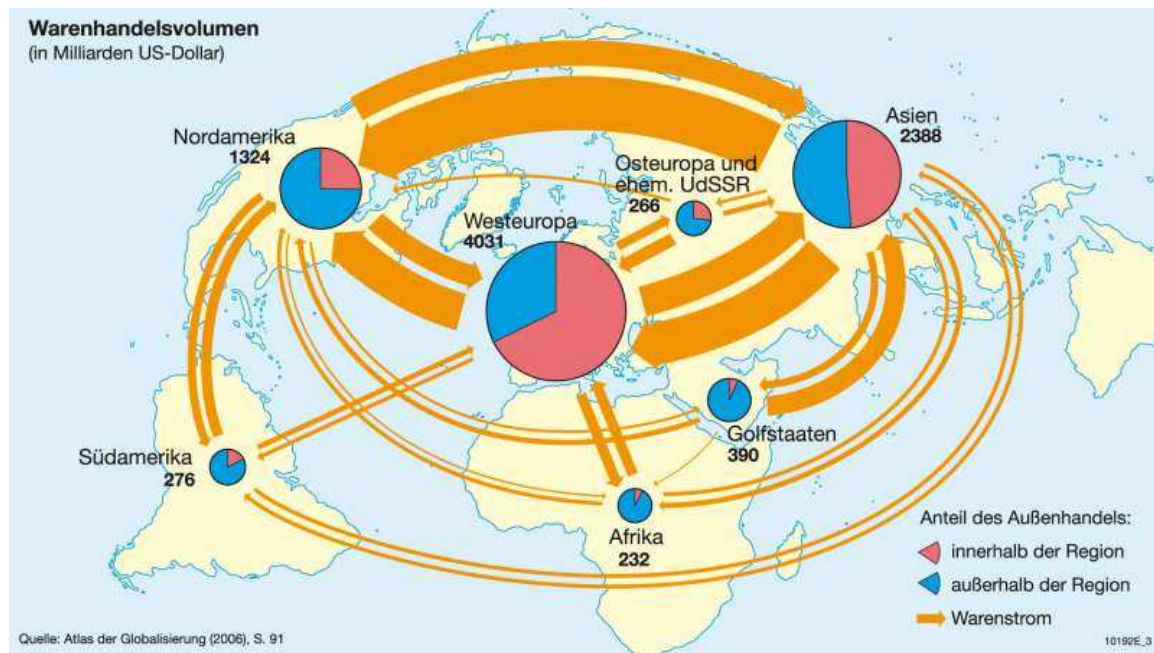 Warenhandelsvolumen
(in Milliarden US-Dollar)
Nordamerika
1324
Asien
2388
Osteuropa und
ehem. UdSSR
266
Westeuropa
4031
Golfstaaten
390
Südamerika
276
Afrika
232
Anteil des Außenhandels:
innerhalb der Region
außerhalb der Region
Warenstrom
Quelle: Atlas der Globalisierung (2006), S. 91
10192E_3